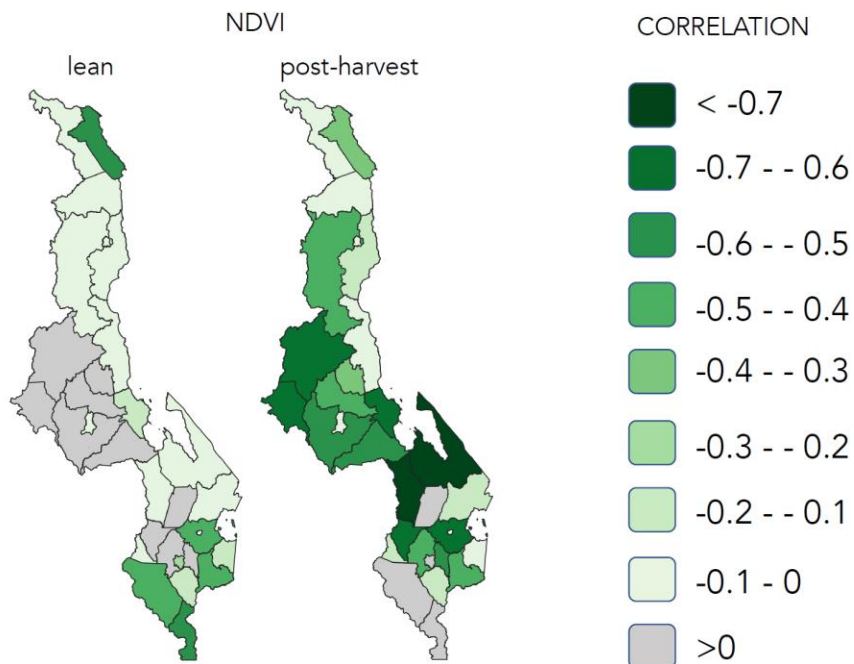 NDVI
lean
post-harvest
CORRELATION
< -0.7
-0.7 - - 0.6
-0.6 - - 0.5
-0.5 - - 0.4
-0.4 - - 0.3
-0.3 - - 0.2
-0.2 - - 0.1
-0.1 - 0
>0